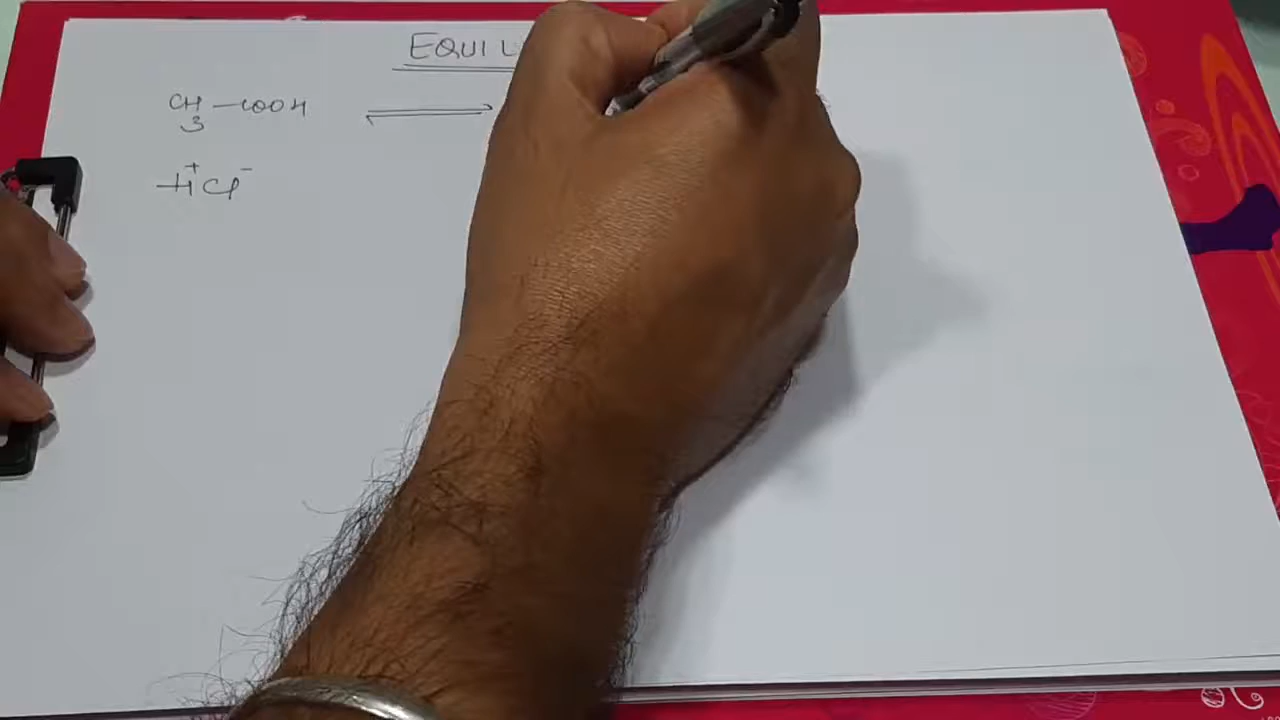 EQUIL
CH3-COOH ⇌
H+Cl-